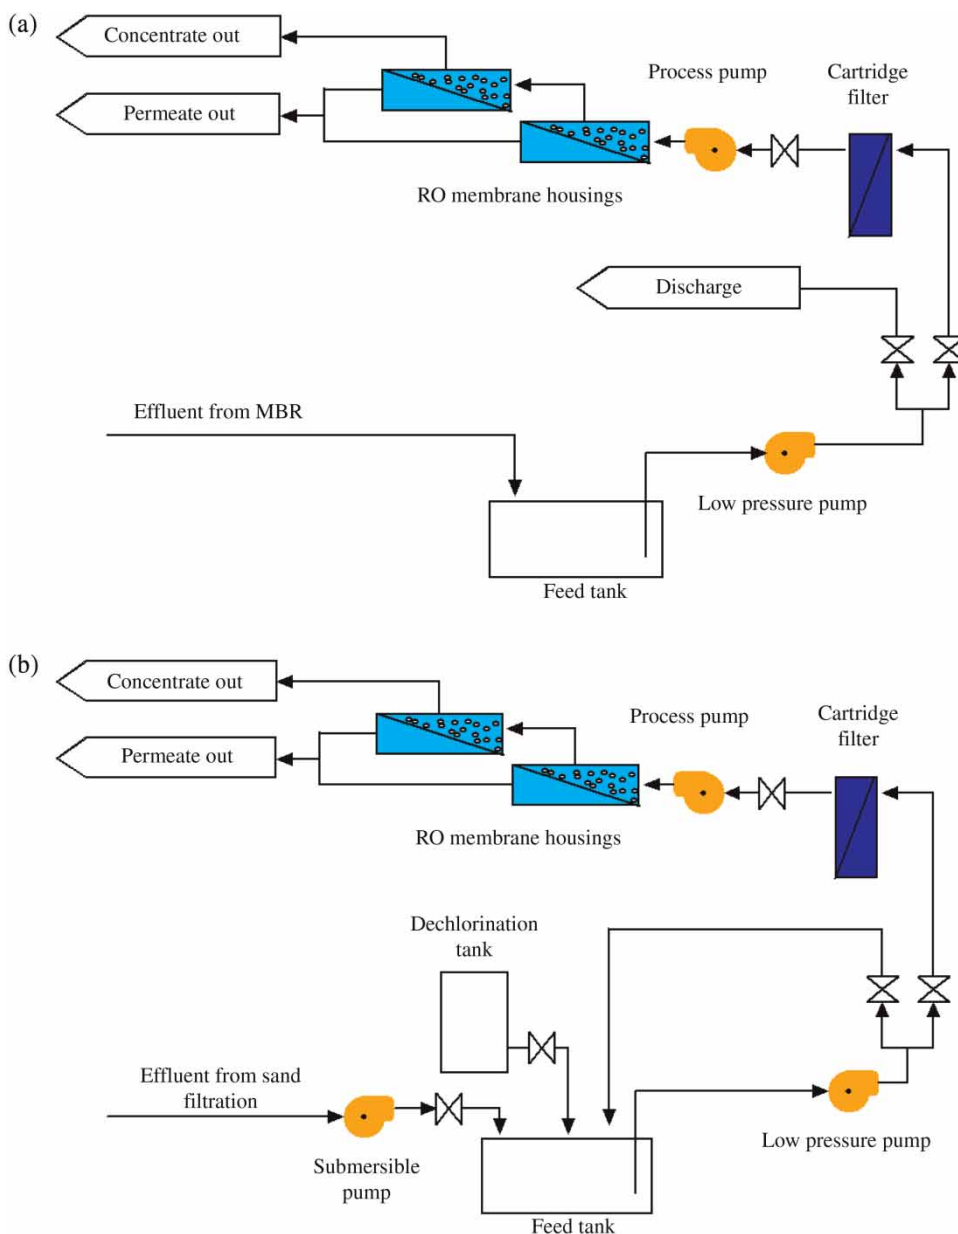 (a)
Concentrate out
Permeate out
Process pump
Cartridge
filter
RO membrane housings
Discharge
Effluent from MBR
Low pressure pump
Feed tank
(b)
Concentrate out
Permeate out
Process pump
Cartridge
filter
RO membrane housings
Dechlorination
tank
Effluent from sand
filtration
Submersible
pump
Low pressure pump
Feed tank